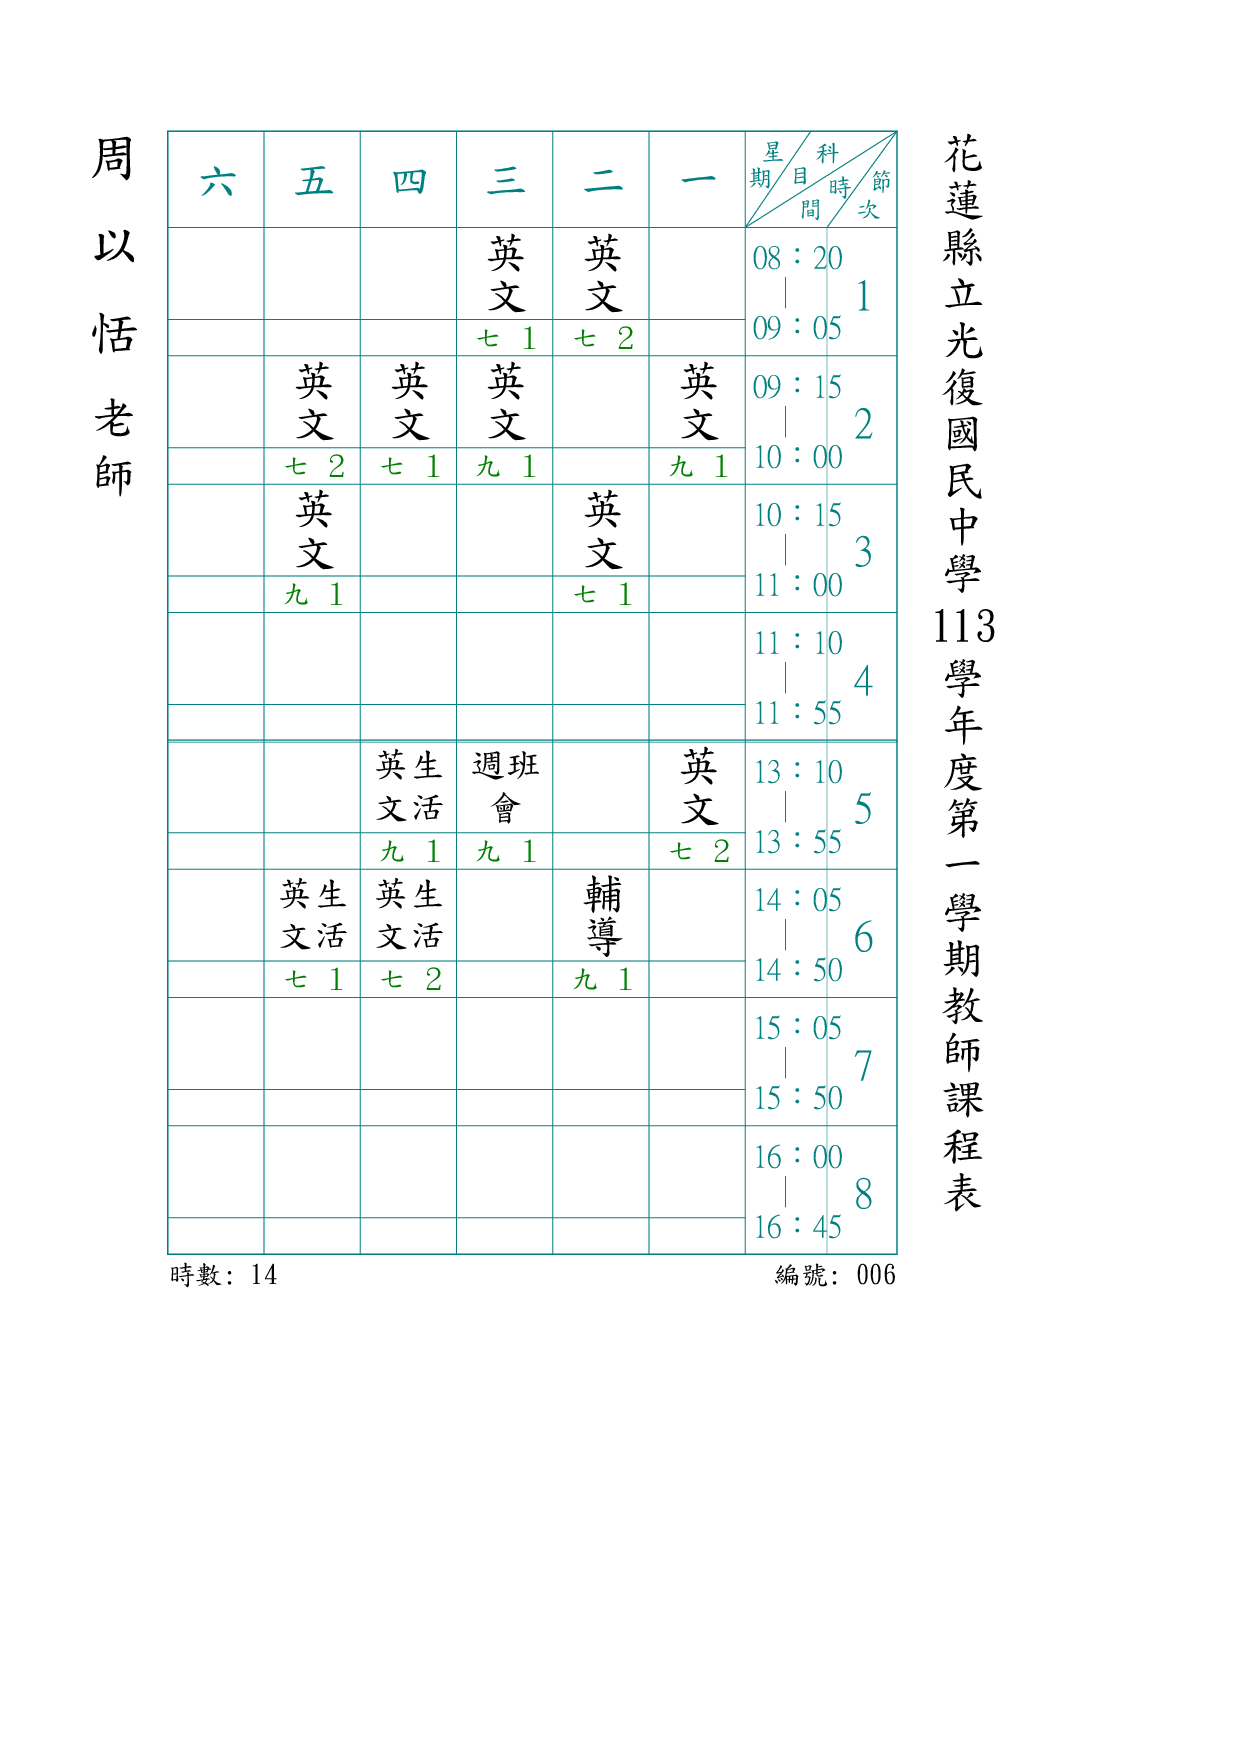 花蓮縣立光復國民中學113學年度第一學期教師課程表
周以恬老師
六 五 四 三 二 一 星期 科目 時間 節次
英文 英文 08:20 | 09:05 1
七 1 七 2
英文 英文 英文 英文 09:15 | 10:00 2
七 2 七 1 九 1 九 1
英文 英文 10:15 | 11:00 3
九 1 七 1
11:10 | 11:55 4
生活英文 班週會 英文 13:10 | 13:55 5
九 1 九 1 七 2
生活英文 生活英文 輔導 14:05 | 14:50 6
七 1 七 2 九 1
15:05 | 15:50 7
16:00 | 16:45 8
時數: 14 編號: 006